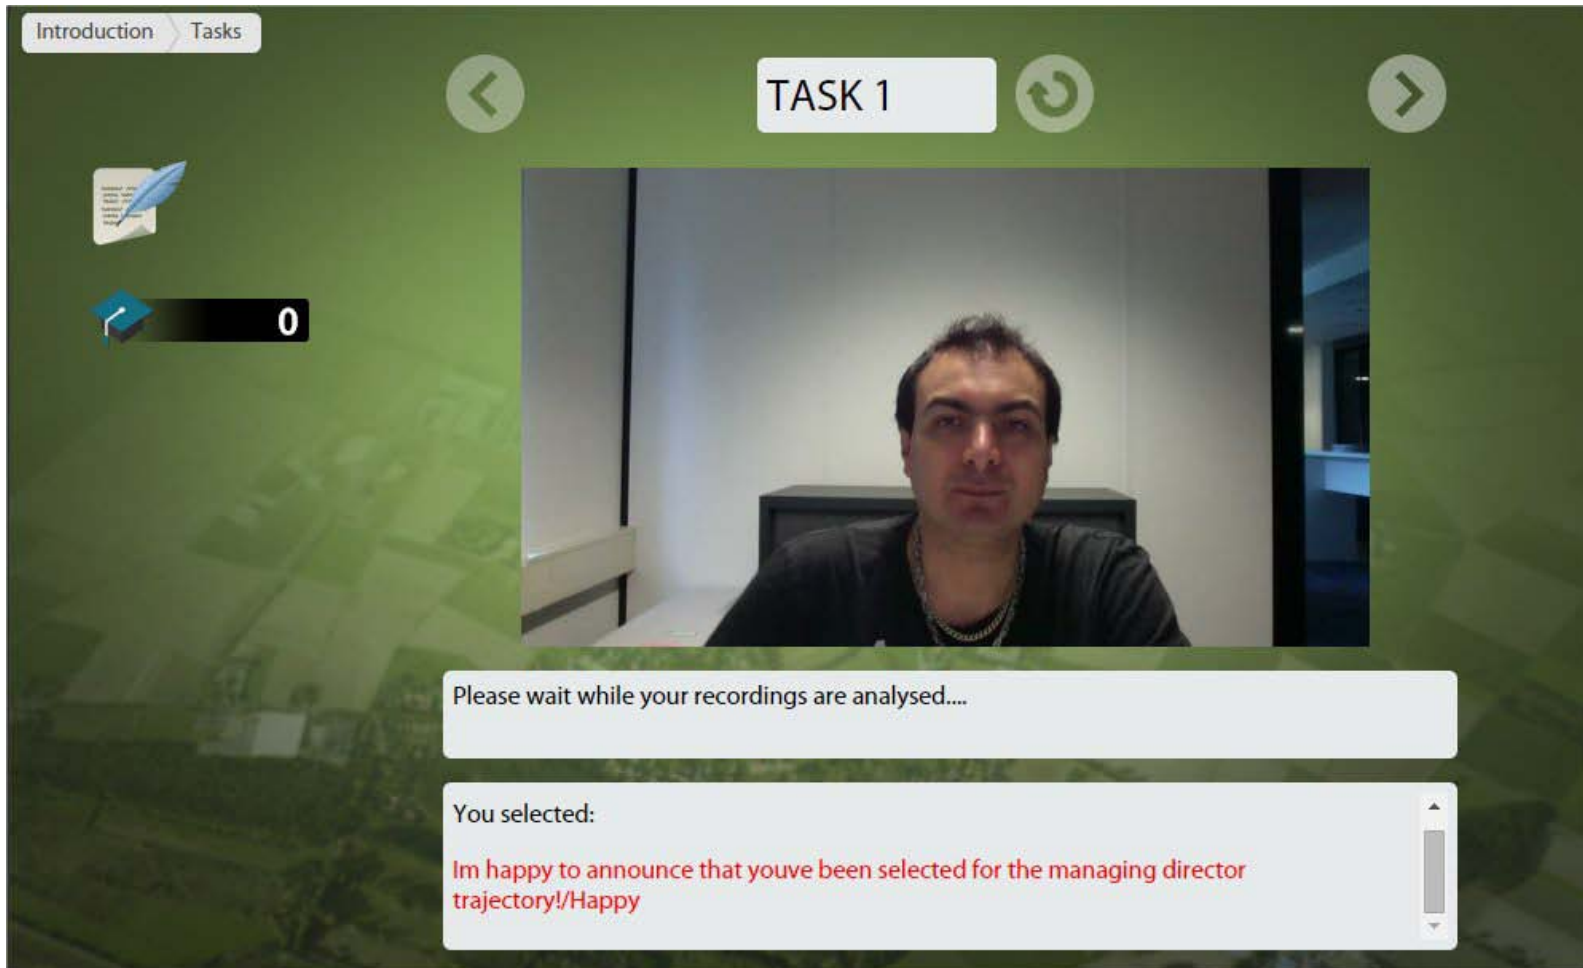 Introduction
Tasks
TASK 1
0
Please wait while your recordings are analysed....
You selected:
Im happy to announce that youve been selected for the managing director
trajectory!/Happy